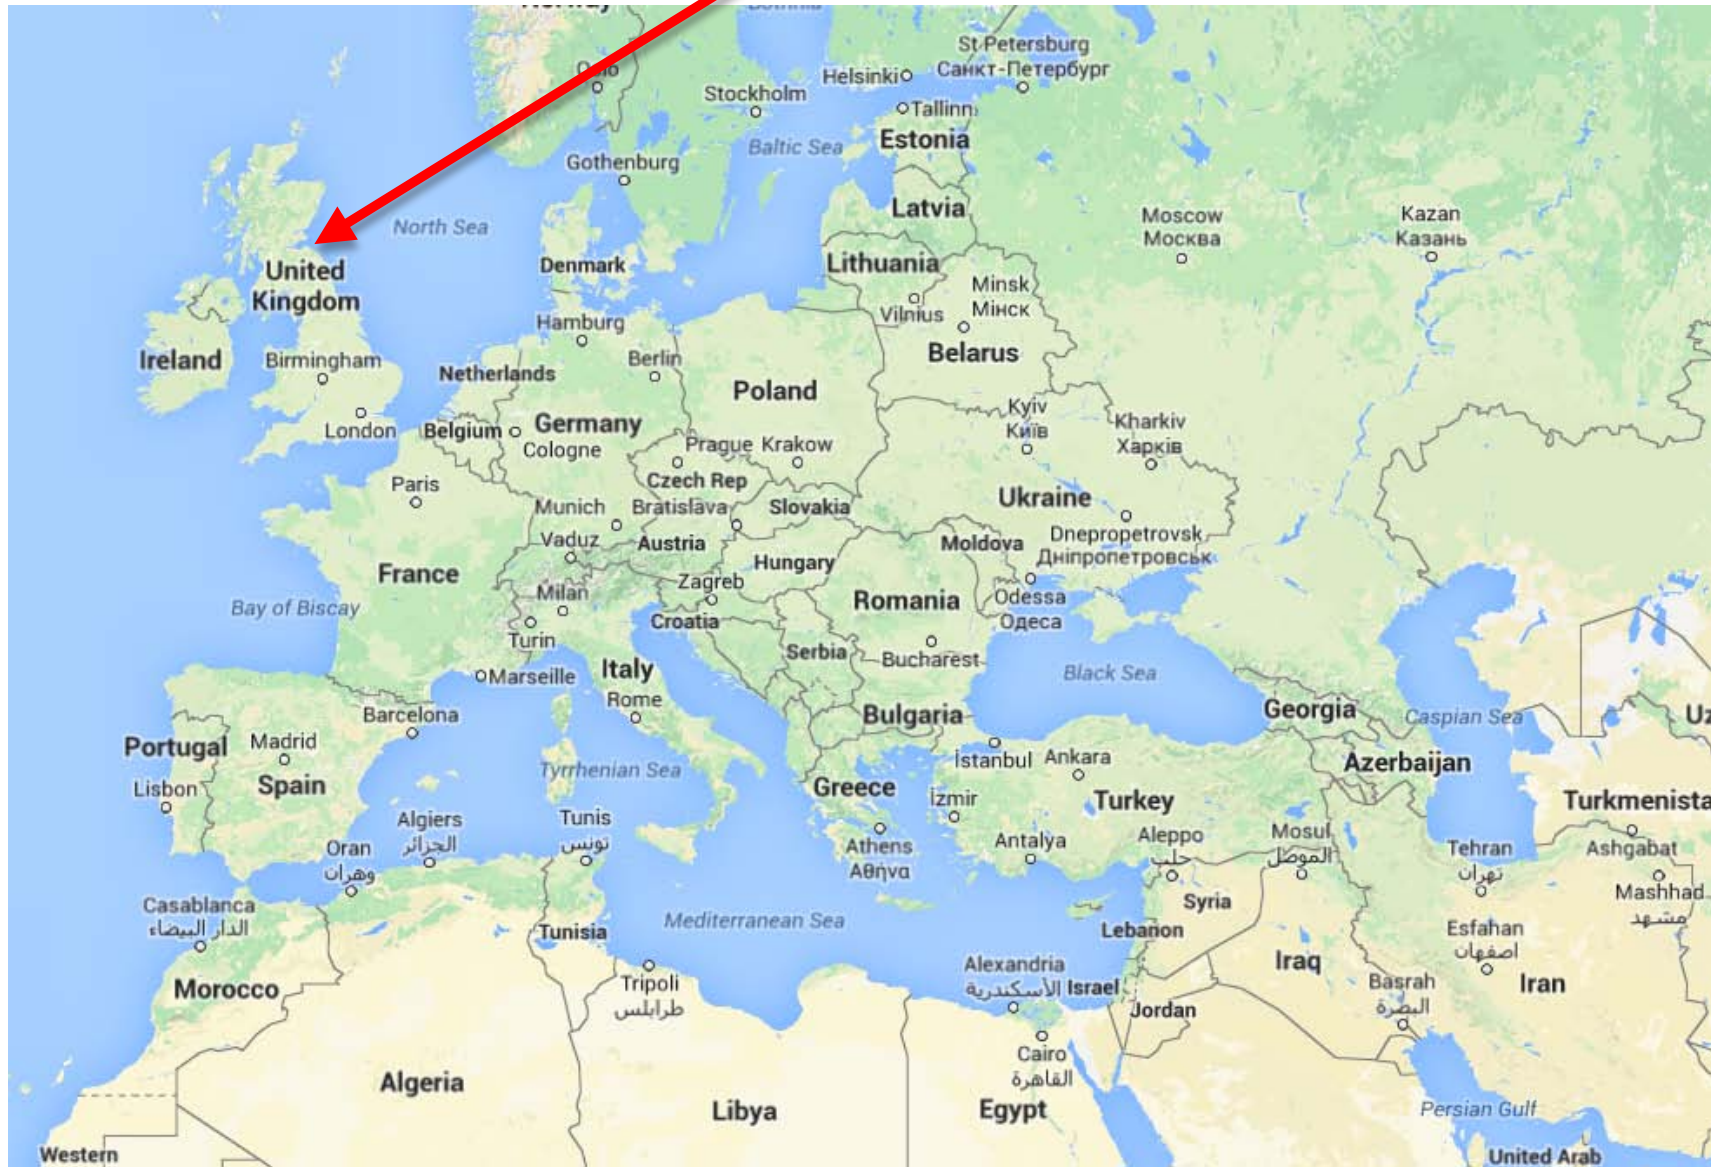 Norway
Bothnia
Oslo
Stockholm
Helsinki
St Petersburg
Санкт-Петербург
Tallinn
Estonia
Baltic Sea
Gothenburg
Latvia
North Sea
Moscow
Москва
Kazan
Казань
United
Kingdom
Denmark
Lithuania
Minsk
Мінск
Vilnius
Hamburg
Ireland
Birmingham
Netherlands
Berlin
Belarus
Poland
London
Belgium
Germany
Cologne
Kyiv
Київ
Kharkiv
Харків
Prague
Krakow
Czech Rep
Paris
Munich
Bratislava
Slovakia
Ukraine
Vaduz
Austria
Hungary
Moldova
Dnepropetrovsk
Дніпропетровськ
France
Milan
Zagreb
Romania
Odessa
Одеса
Bay of Biscay
Croatia
Turin
Serbia
Bucharest
Marseille
Italy
Rome
Black Sea
Barcelona
Bulgaria
Georgia
Caspian Sea
Uz
Portugal
Madrid
Spain
Lisbon
Tyrrhenian Sea
İstanbul
Ankara
Azerbaijan
Greece
İzmir
Turkey
Turkmenista
Algiers
الجزائر
Tunis
تونس
Oran
وهران
Athens
Αθήνα
Antalya
Aleppo
حلب
Mosul
الموصل
Tehran
تهران
Ashgabat
Mashhad
مشهد
Casablanca
الدار البيضاء
Syria
Mediterranean Sea
Tunisia
Lebanon
Esfahan
اصفهان
Morocco
Tripoli
طرابلس
Alexandria
الأسكندرية
Israel
Iraq
Basrah
البصرة
Iran
Jordan
Cairo
القاهرة
Algeria
Libya
Egypt
Persian Gulf
Western
United Arab